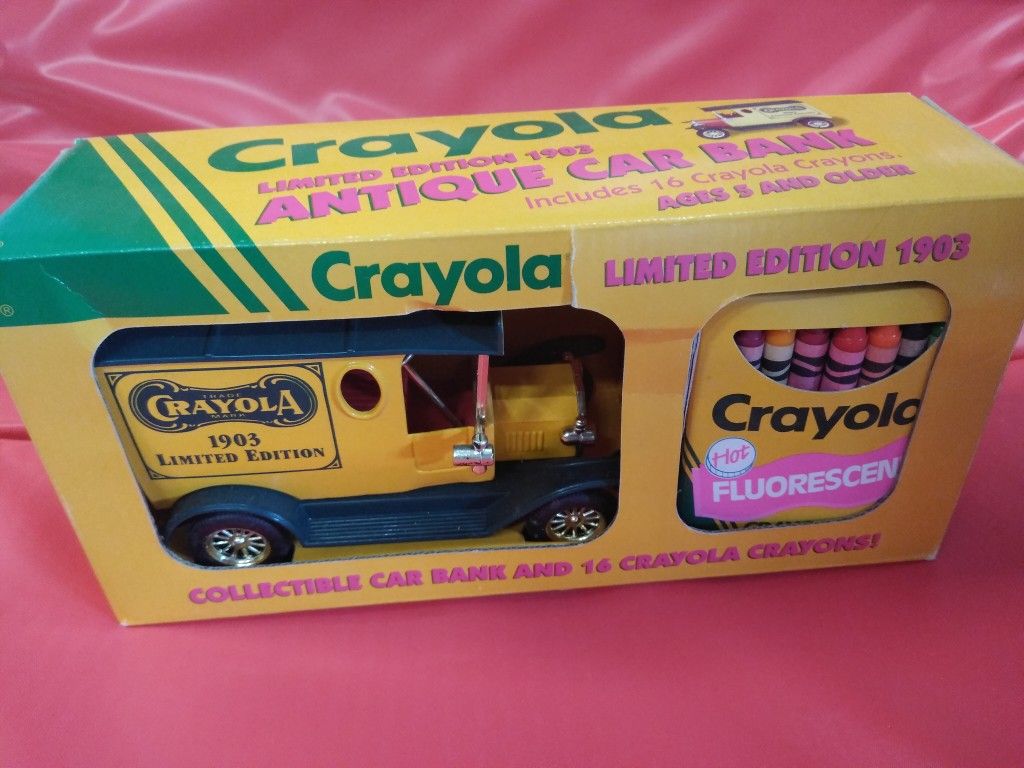 Crayola
LIMITED EDITION 1903
ANTIQUE CAR BANK
Includes 16 Crayola Crayons.
AGES 5 AND OLDER
Crayola
LIMITED EDITION 1903
®
TRADE
CRAYOLA
MARK
1903
LIMITED EDITION
Crayola
Hot
FLUORESCEN
COLLECTIBLE CAR BANK AND 16 CRAYOLA CRAYONS!